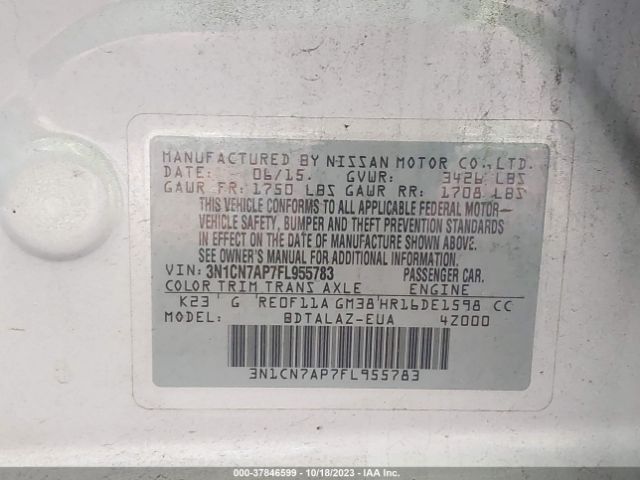 MANUFACTURED BY NISSAN MOTOR CO., LTD.
DATE: 06/15. GVWR: 3424 LBS
GAWR FR: 1750 LBS GAWR RR: 1708 LBS
THIS VEHICLE CONFORMS TO ALL APPLICABLE FEDERAL MOTOR-
VEHICLE SAFETY, BUMPER AND THEFT PREVENTION STANDARDS
IN EFFECT ON THE DATE OF MANUFACTURE SHOWN ABOVE.
SEE OWNER'S MANUAL FOR ADDITIONAL INFORMATION.
VIN: 3N1CN7AP7FL955783 PASSENGER CAR.
COLOR TRIM TRANS AXLE ENGINE
K23 G RE0F11A GM38 HR16DE1598 CC
MODEL: BDTALAZ-EUA 4Z000
3N1CN7AP7FL955783
000-37846599 | 10/18/2023 | IAA Inc.